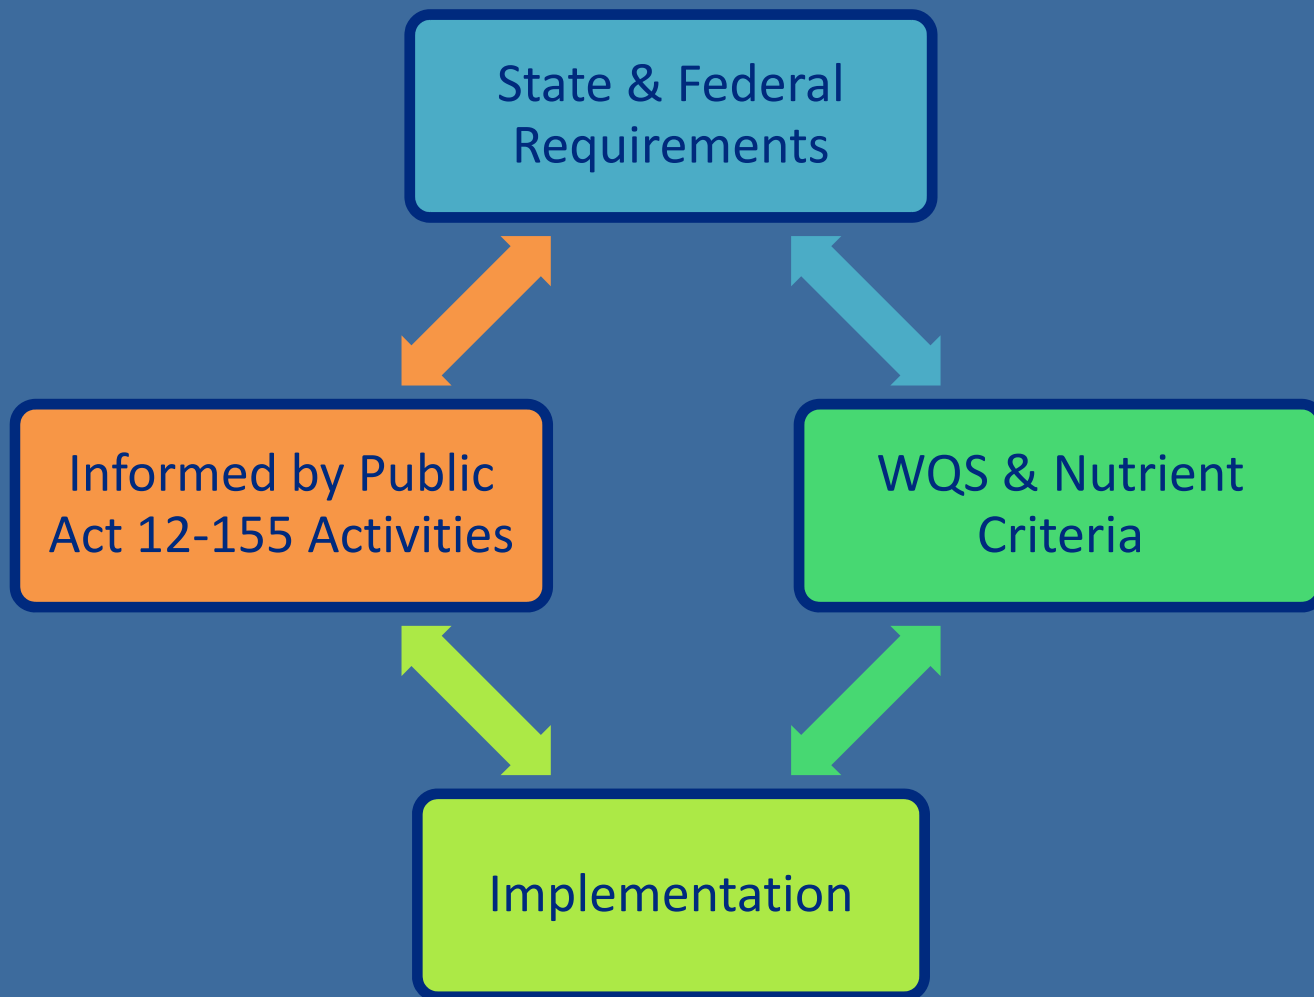 State & Federal
Requirements
Informed by Public
Act 12-155 Activities
WQS & Nutrient
Criteria
Implementation